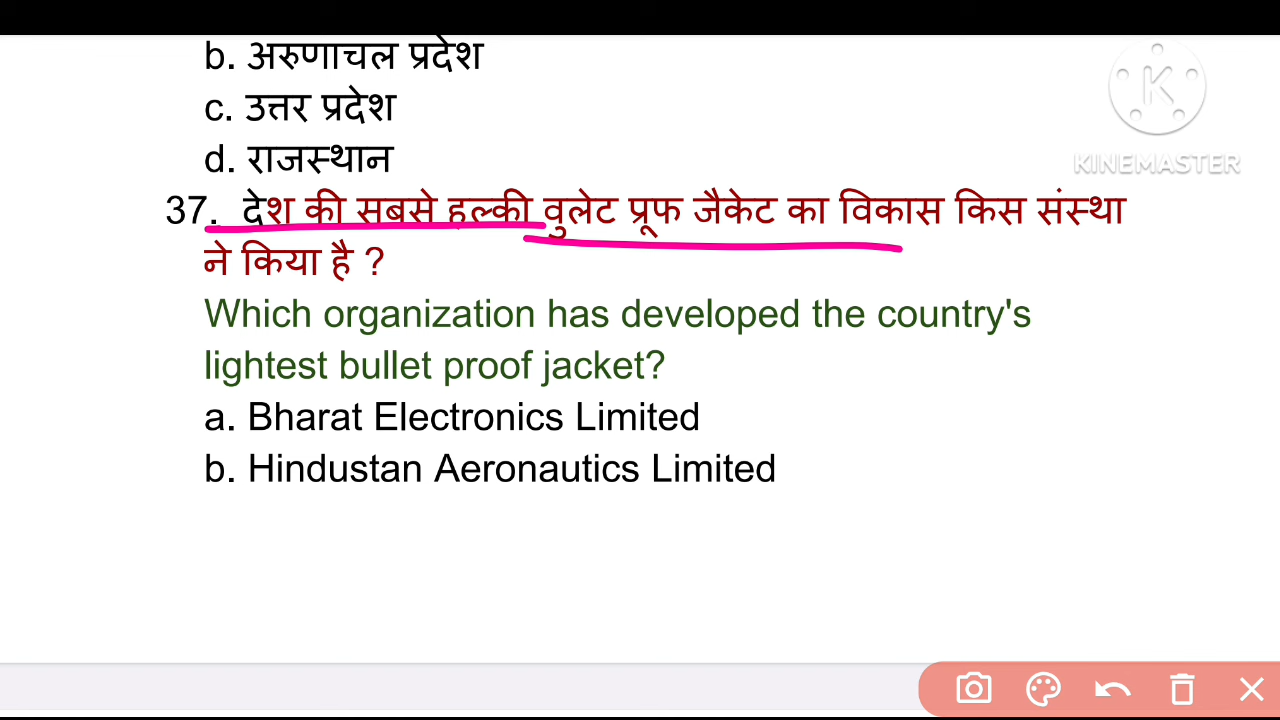 b. अरुणाचल प्रदेश
K
c. उत्तर प्रदेश
KINEMASTER
d. राजस्थान
37. देश की सबसे हल्की वुलेट प्रूफ जैकेट का विकास किस संस्था
ने किया है ?
Which organization has developed the country's
lightest bullet proof jacket?
a. Bharat Electronics Limited
b. Hindustan Aeronautics Limited